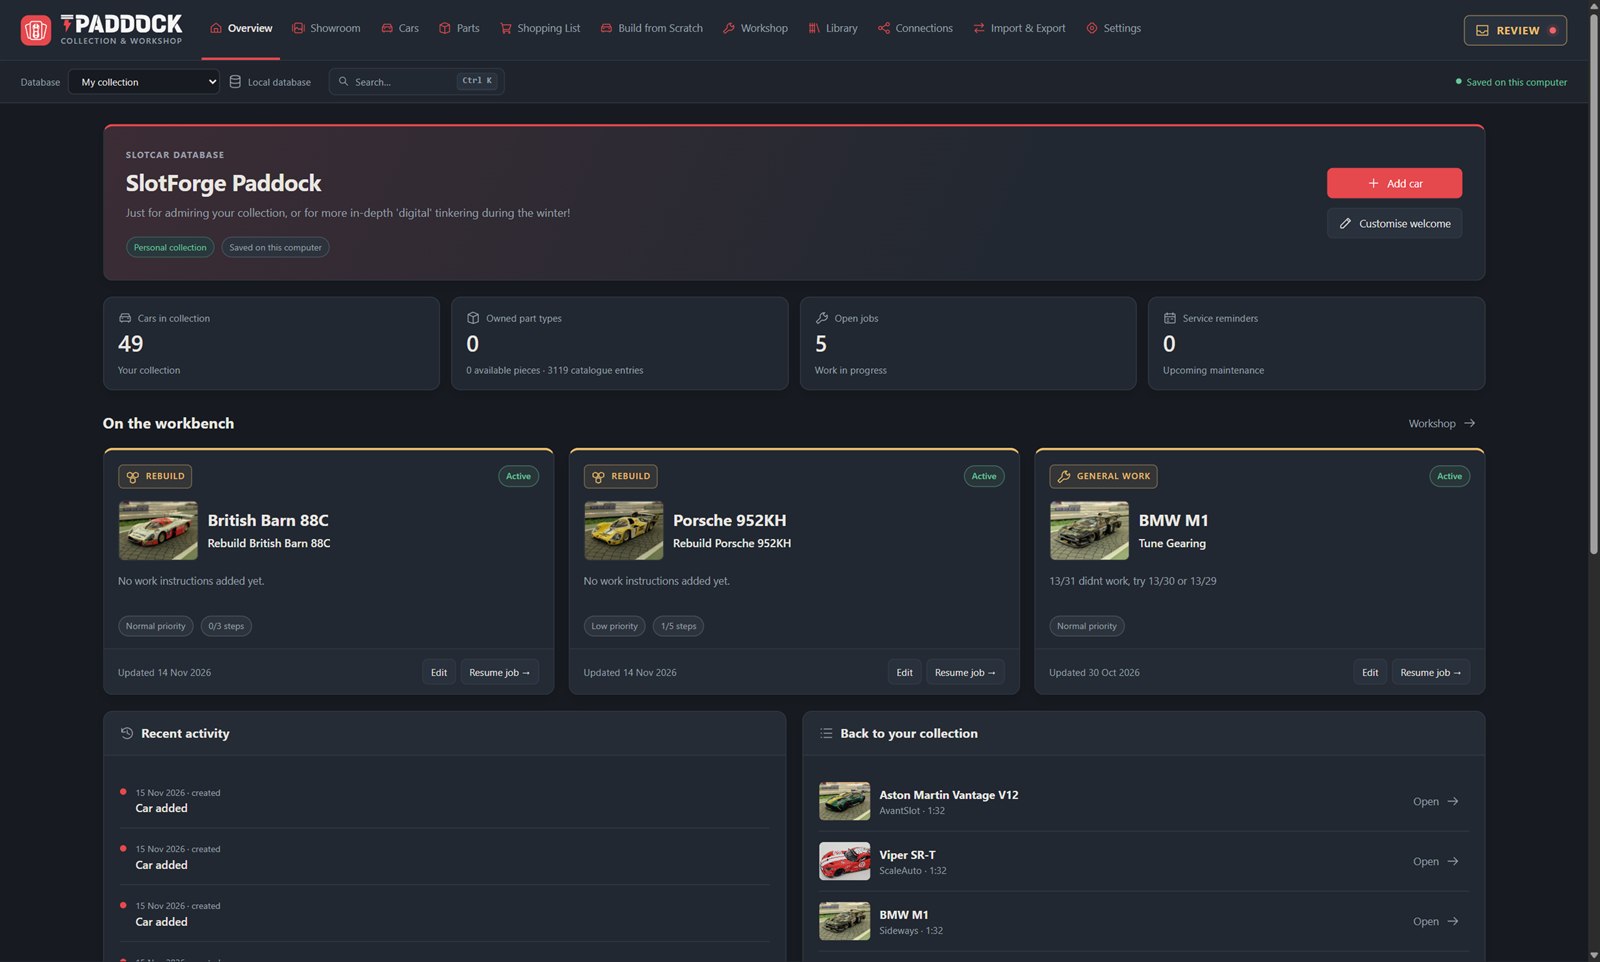 PADDOCK
COLLECTION & WORKSHOP
Overview
Showroom
Cars
Parts
Shopping List
Build from Scratch
Workshop
Library
Connections
Import & Export
Settings
REVIEW
Database
My collection
Local database
Search...
Ctrl K
Saved on this computer
SLOTCAR DATABASE
SlotForge Paddock
Just for admiring your collection, or for more in-depth 'digital' tinkering during the winter!
Personal collection
Saved on this computer
+ Add car
Customise welcome
Cars in collection
49
Your collection
Owned part types
0
0 available pieces · 3119 catalogue entries
Open jobs
5
Work in progress
Service reminders
0
Upcoming maintenance
On the workbench
Workshop →
REBUILD
Active
British Barn 88C
Rebuild British Barn 88C
No work instructions added yet.
Normal priority
0/3 steps
Updated 14 Nov 2026
Edit
Resume job →
REBUILD
Active
Porsche 952KH
Rebuild Porsche 952KH
No work instructions added yet.
Low priority
1/5 steps
Updated 14 Nov 2026
Edit
Resume job →
GENERAL WORK
Active
BMW M1
Tune Gearing
13/31 didnt work, try 13/30 or 13/29
Normal priority
Updated 30 Oct 2026
Edit
Resume job →
Recent activity
15 Nov 2026 · created
Car added
15 Nov 2026 · created
Car added
15 Nov 2026 · created
Car added
Back to your collection
Aston Martin Vantage V12
AvantSlot · 1:32
Open →
Viper SR-T
ScaleAuto · 1:32
Open →
BMW M1
Sideways · 1:32
Open →